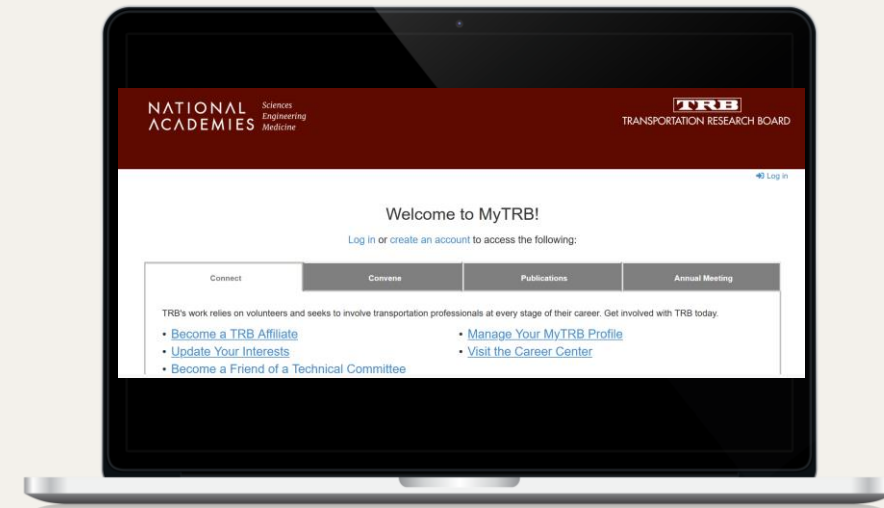 NATIONAL ACADEMIES
Sciences
Engineering
Medicine
TRB
TRANSPORTATION RESEARCH BOARD
Log in
Welcome to MyTRB!
Log in or create an account to access the following:
Connect
Convene
Publications
Annual Meeting
TRB's work relies on volunteers and seeks to involve transportation professionals at every stage of their career. Get involved with TRB today.
• Become a TRB Affiliate
• Update Your Interests
• Become a Friend of a Technical Committee
• Manage Your MyTRB Profile
• Visit the Career Center